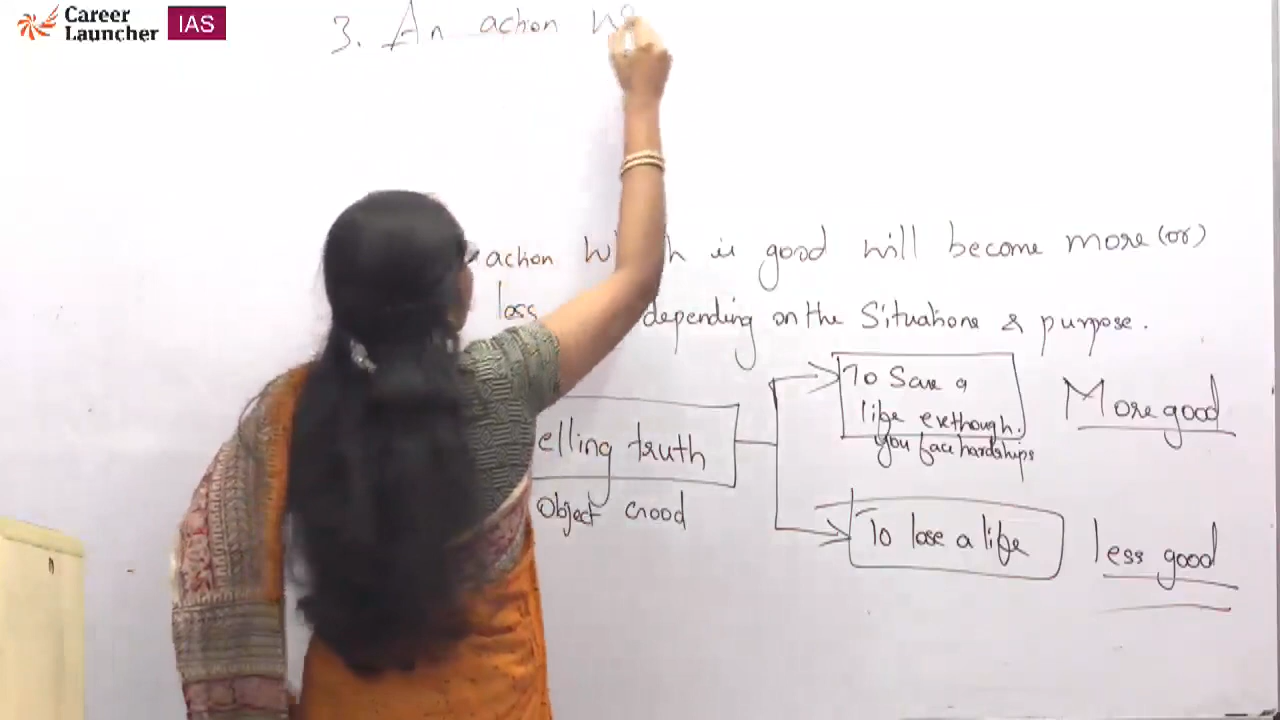 Career
Launcher
IAS
3. An action
action is good will become more (or)
less depending on the Situations & purpose.
To Save a
life
you face hardships
More good
elling truth
Object Good
To lose a life
less good